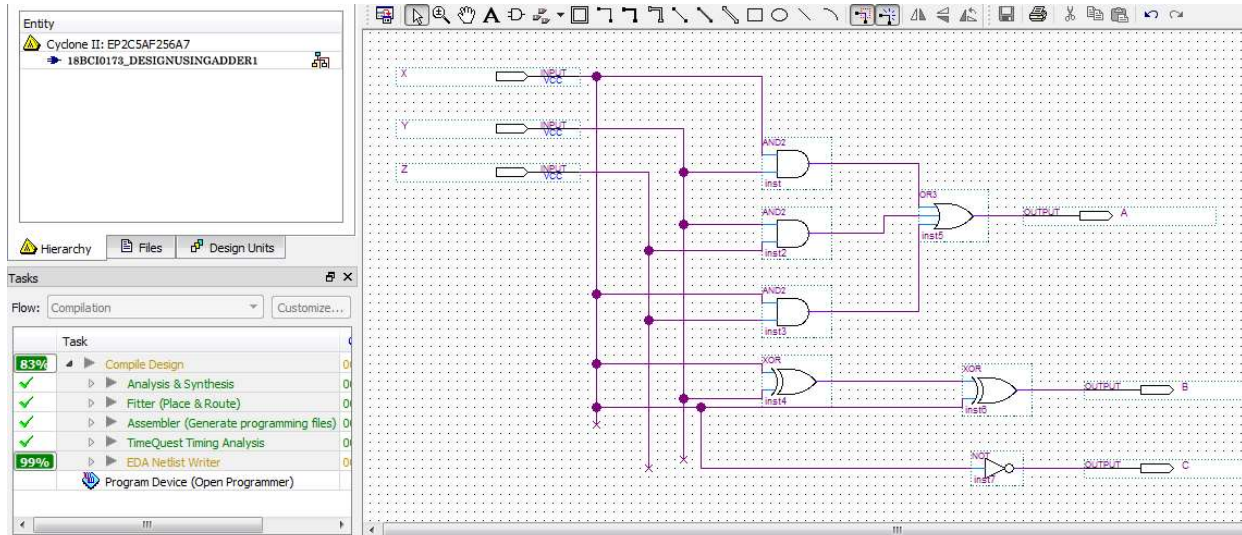 Entity
Cyclone II: EP2C5AF256A7
18BCI0173_DESIGNUSINGADDER1
Hierarchy
Files
Design Units
Tasks
Flow:
Compilation
Customize...
Task
83%
Compile Design
Analysis & Synthesis
Fitter (Place & Route)
Assembler (Generate programming files)
TimeQuest Timing Analysis
99%
EDA Netlist Writer
Program Device (Open Programmer)
A
X
INPUT
VCC
Y
INPUT
VCC
Z
INPUT
VCC
AND2
inst
AND2
inst2
AND2
inst3
OR3
inst5
OUTPUT
A
XOR
inst4
XOR
inst6
OUTPUT
B
NOT
inst7
OUTPUT
C